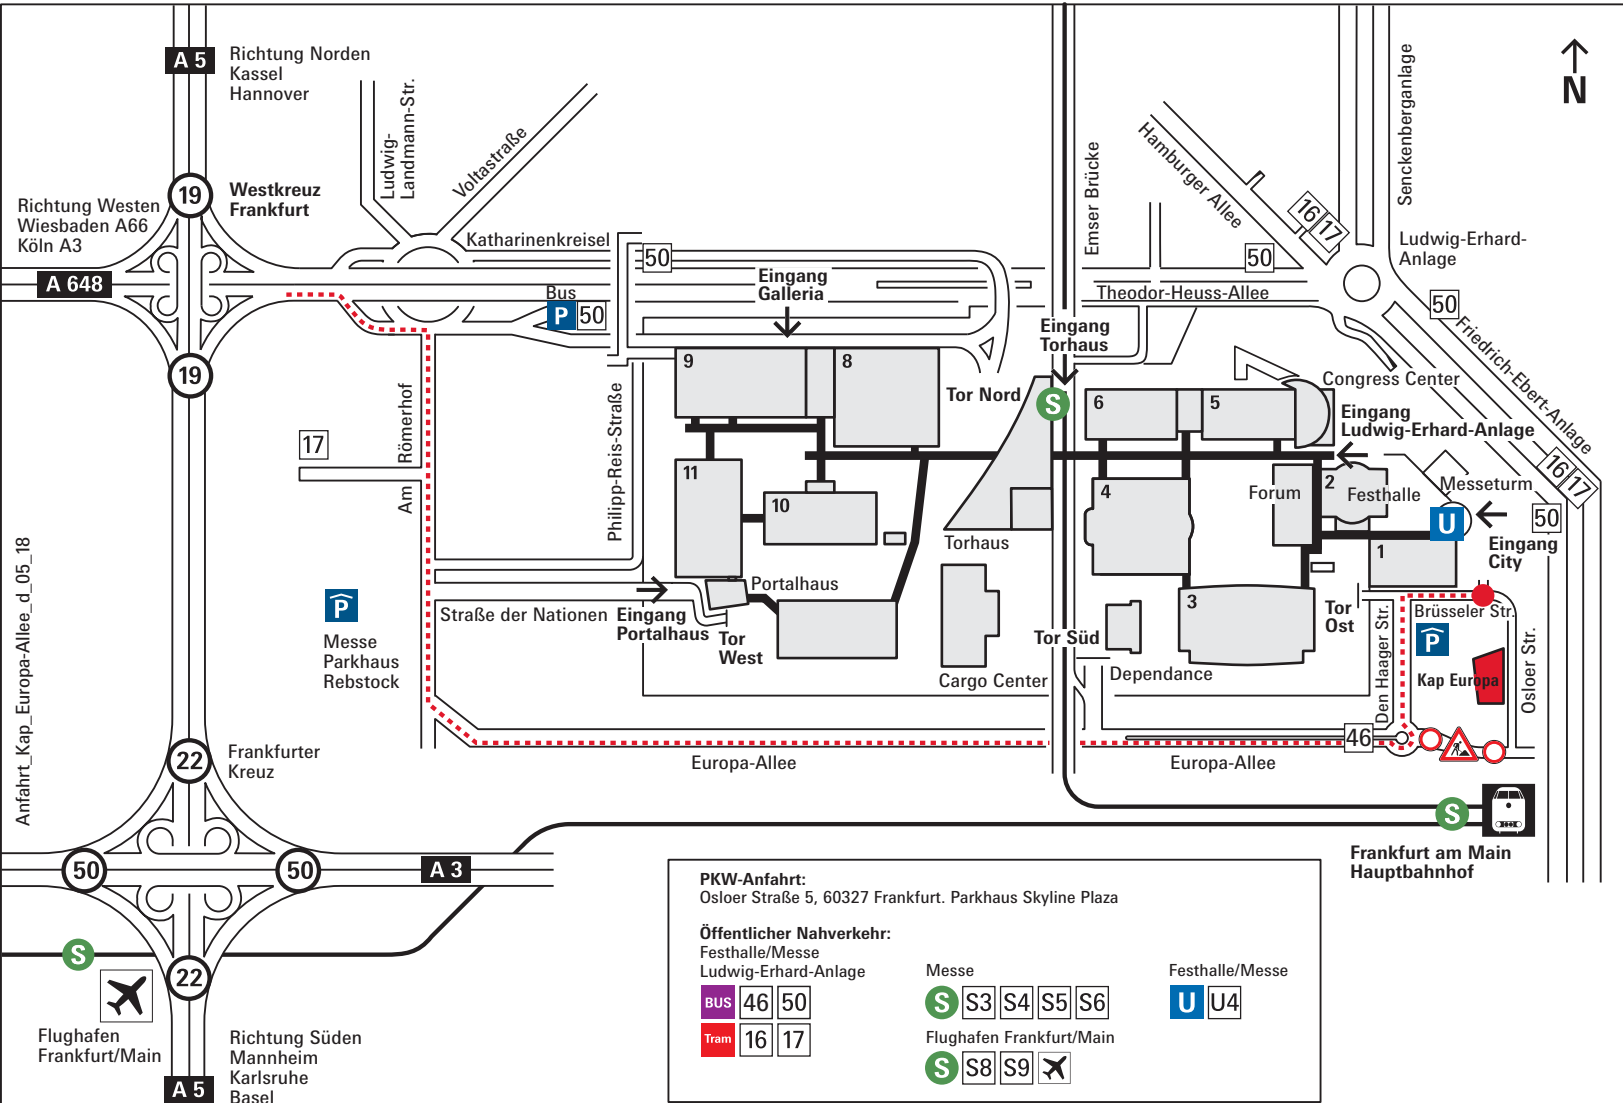 A 5
Richtung Norden
Kassel
Hannover
Ludwig-
Landmann-Str.
Voltastraße
Emser Brücke
Hamburger Allee
16
17
Senckenberganlage
N
Richtung Westen
Wiesbaden A66
Köln A3
19
Westkreuz
Frankfurt
Katharinenkreisel
50
50
Ludwig-Erhard-
Anlage
A 648
Bus
P
50
Eingang
Galleria
Theodor-Heuss-Allee
50
Friedrich-Ebert-Anlage
Eingang
Torhaus
19
9
8
Tor Nord
S
6
5
Congress Center
Eingang
Ludwig-Erhard-Anlage
17
Am
Römerhof
Philipp-Reis-Straße
11
10
4
Forum
2
Festhalle
Messeturm
16
17
Torhaus
U
50
Eingang
City
1
Anfahrt_Kap_Europa-Allee_d_05_18
P
Messe
Parkhaus
Rebstock
Portalhaus
Straße der Nationen
Eingang
Portalhaus
Tor
West
3
Tor
Ost
Tor Süd
Den Haager Str.
Brüsseler Str.
P
Kap Europa
Osloer Str.
Cargo Center
Dependance
46
Europa-Allee
Europa-Allee
22
Frankfurter
Kreuz
S
Frankfurt am Main
Hauptbahnhof
50
50
A 3
S
22
Flughafen
Frankfurt/Main
Richtung Süden
Mannheim
Karlsruhe
Basel
A 5
PKW-Anfahrt:
Osloer Straße 5, 60327 Frankfurt. Parkhaus Skyline Plaza
Öffentlicher Nahverkehr:
Festhalle/Messe
Ludwig-Erhard-Anlage
BUS 46 50
Tram 16 17
Messe
S S3 S4 S5 S6
Flughafen Frankfurt/Main
S S8 S9
Festhalle/Messe
U U4